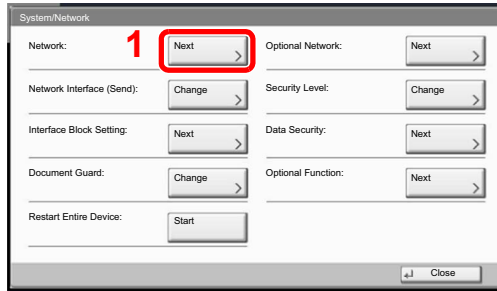 System/Network
Network: 1 Next Optional Network: Next
Network Interface (Send): Change Security Level: Change
Interface Block Setting: Next Data Security: Next
Document Guard: Change Optional Function: Next
Restart Entire Device: Start
Close